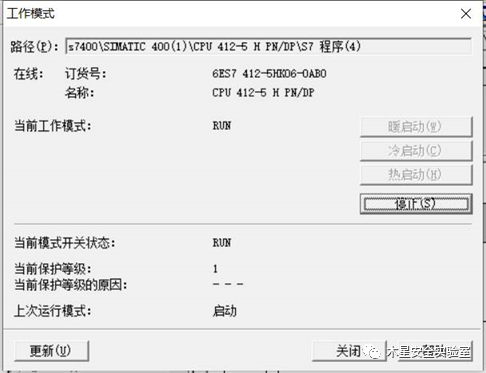 工作模式
路径(P): s7400\SIMATIC 400(1)\CPU 412-5 H PN/DP\S7 程序(4)
在线: 订货号: 6ES7 412-5HK06-0AB0
名称: CPU 412-5 H PN/DP
当前工作模式: RUN
暖启动(W)
冷启动(C)
热启动(H)
停止(S)
当前模式开关状态: RUN
当前保护等级: 1
当前保护等级的原因: - - -
上次运行模式: 启动
更新(U) 关闭
木星安全实验室